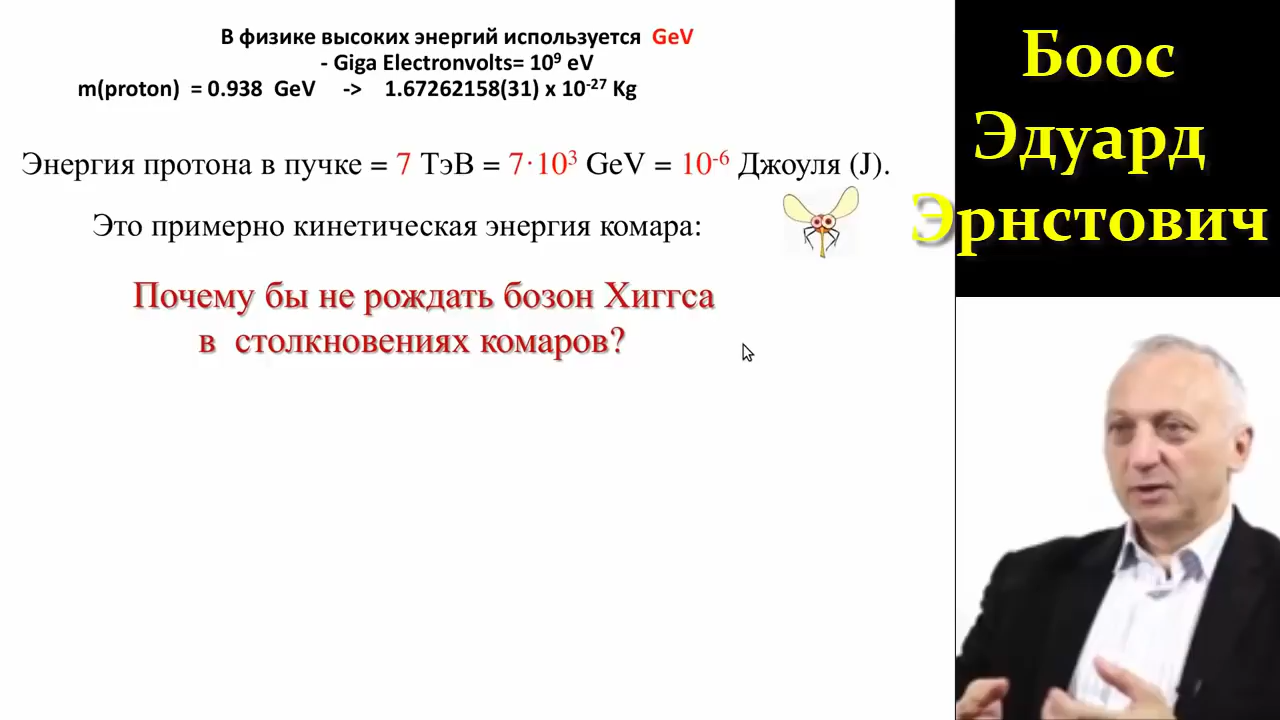 В физике высоких энергий используется GeV
- Giga Electronvolts= 10⁹ eV
m(proton) = 0.938 GeV -> 1.67262158(31) x 10⁻²⁷ Kg
Энергия протона в пучке = 7 ТэВ = 7·10³ GeV = 10⁻⁶ Джоуля (J).
Это примерно кинетическая энергия комара:
Почему бы не рождать бозон Хиггса
в столкновениях комаров?
Боос
Эдуард
Эрнстович